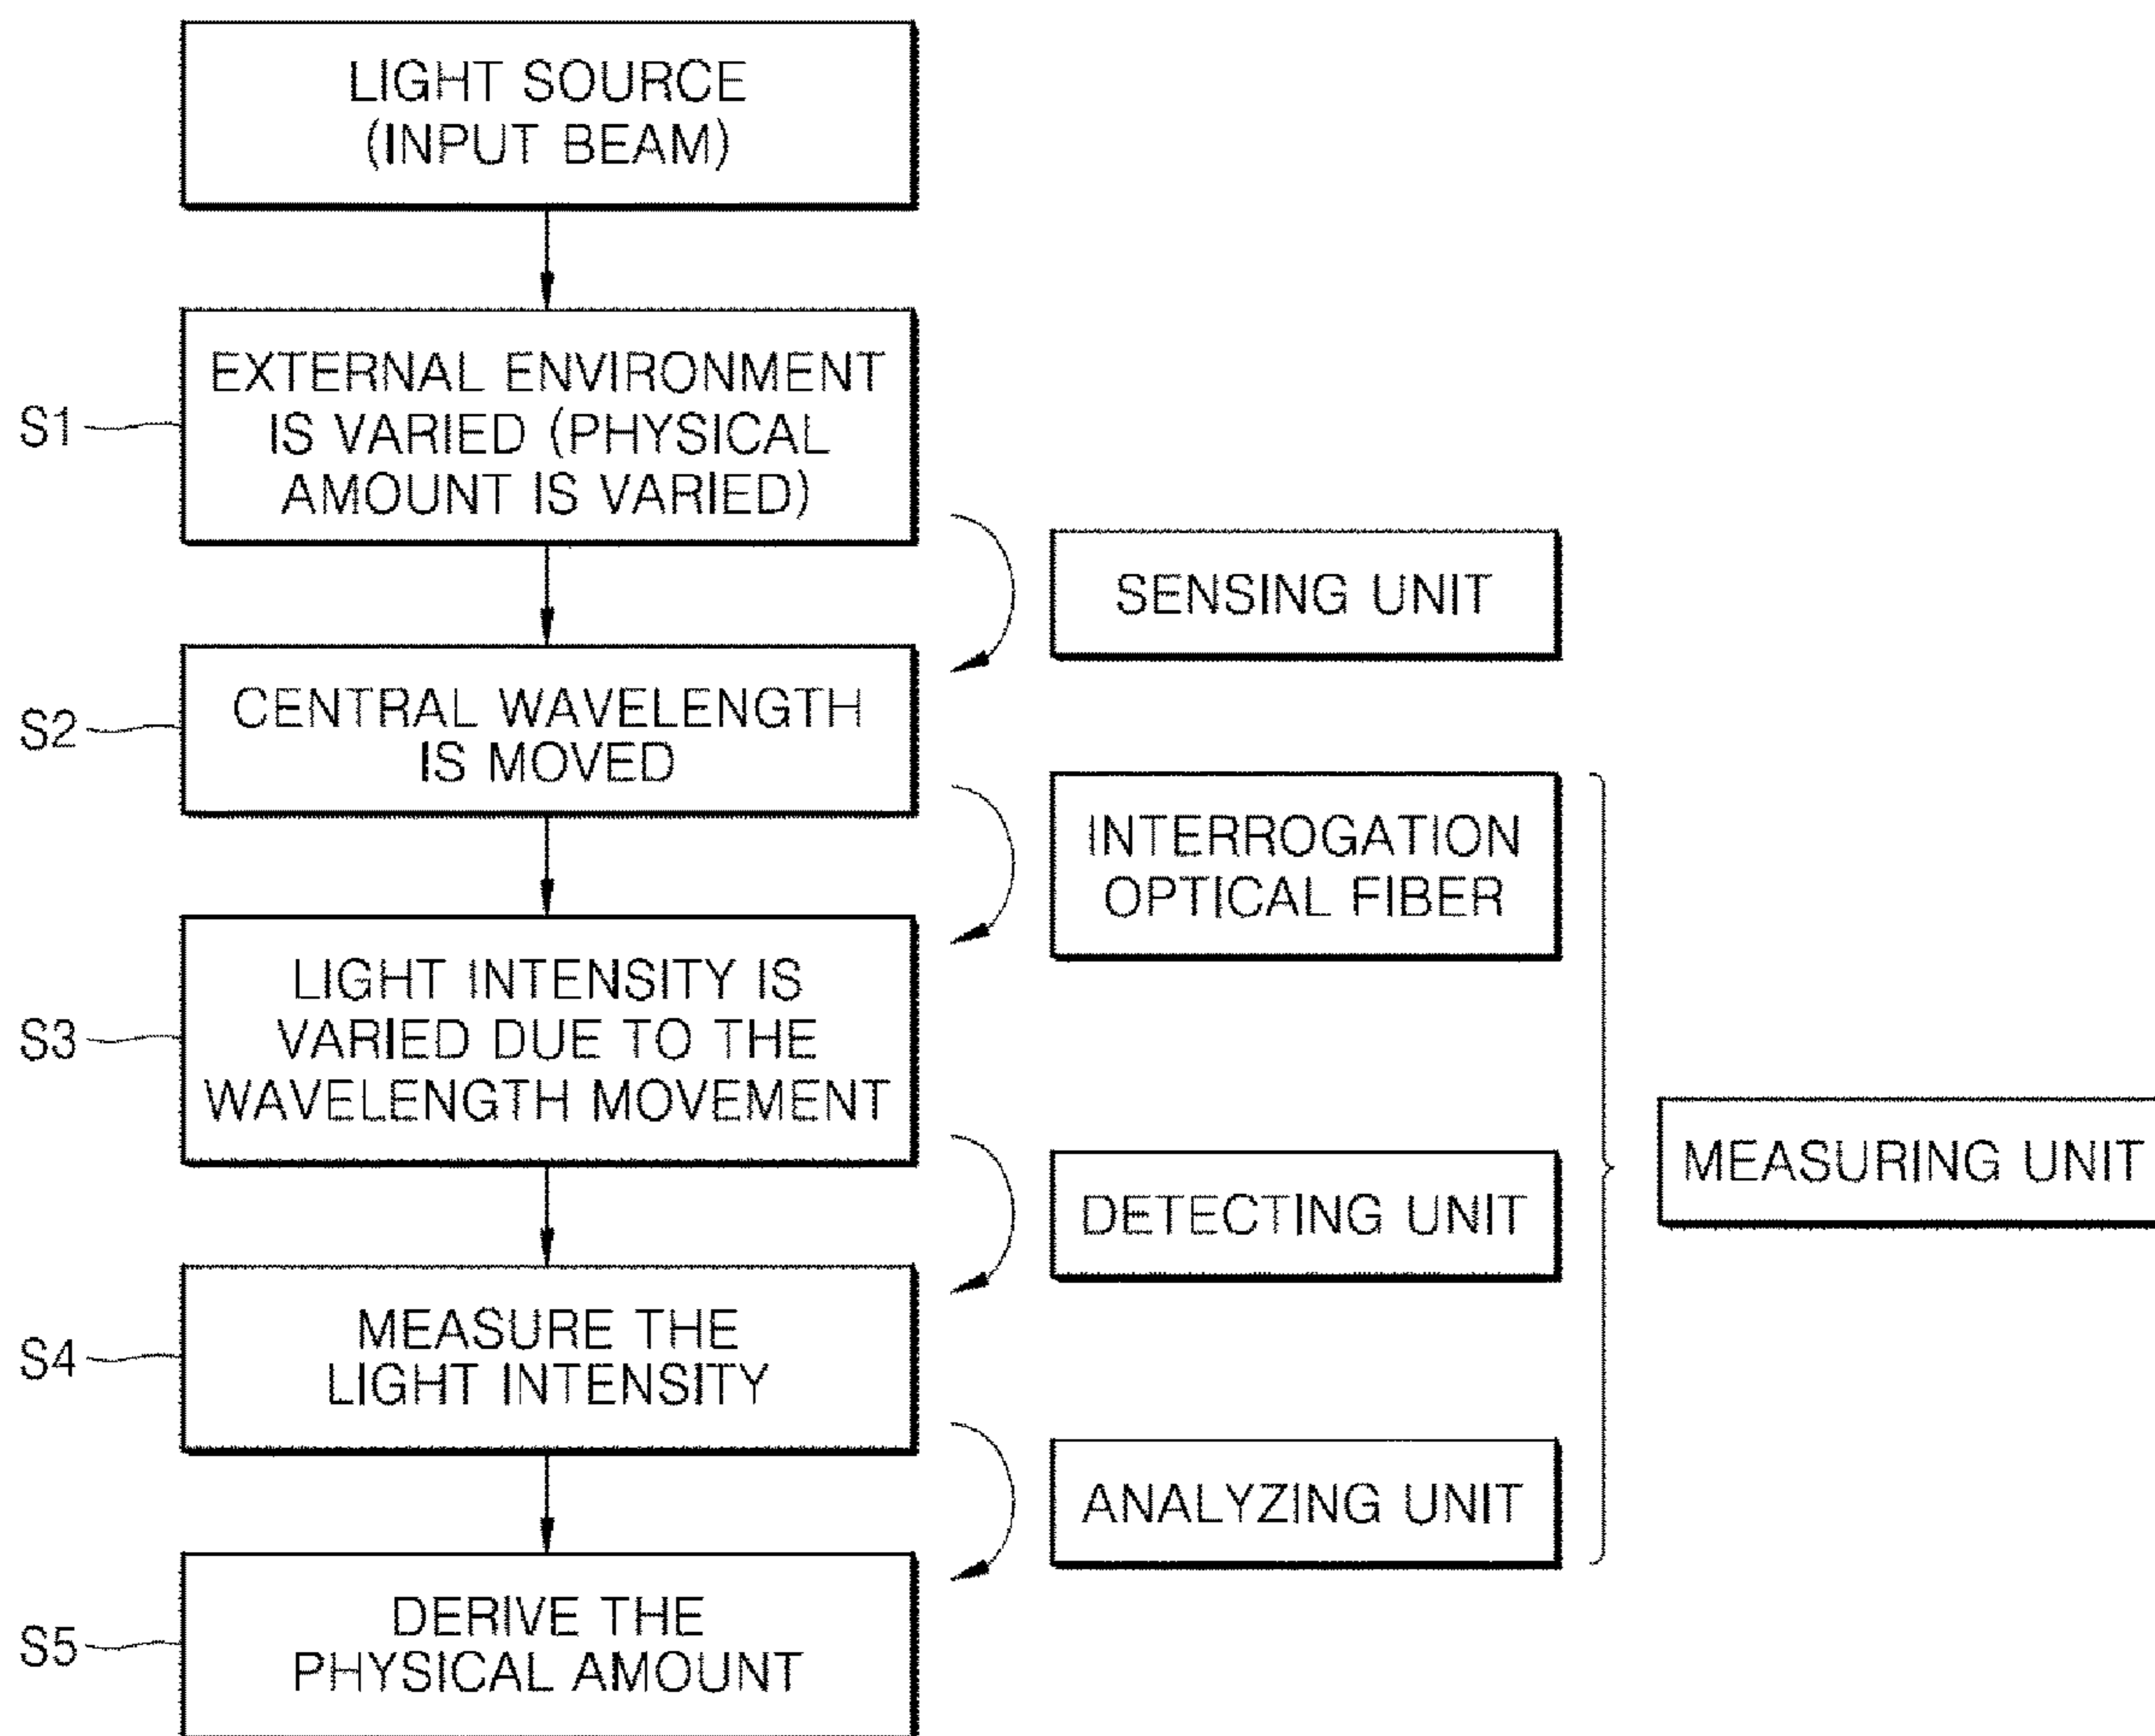 LIGHT SOURCE
(INPUT BEAM)
S1
EXTERNAL ENVIRONMENT
IS VARIED (PHYSICAL
AMOUNT IS VARIED)
SENSING UNIT
S2
CENTRAL WAVELENGTH
IS MOVED
INTERROGATION
OPTICAL FIBER
S3
LIGHT INTENSITY IS
VARIED DUE TO THE
WAVELENGTH MOVEMENT
MEASURING UNIT
DETECTING UNIT
S4
MEASURE THE
LIGHT INTENSITY
ANALYZING UNIT
S5
DERIVE THE
PHYSICAL AMOUNT